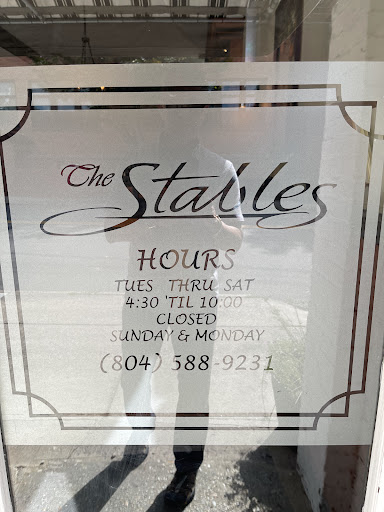 The Stables
HOURS
TUES THRU SAT
4:30 'TIL 10:00
CLOSED
SUNDAY & MONDAY
(804) 588-9231